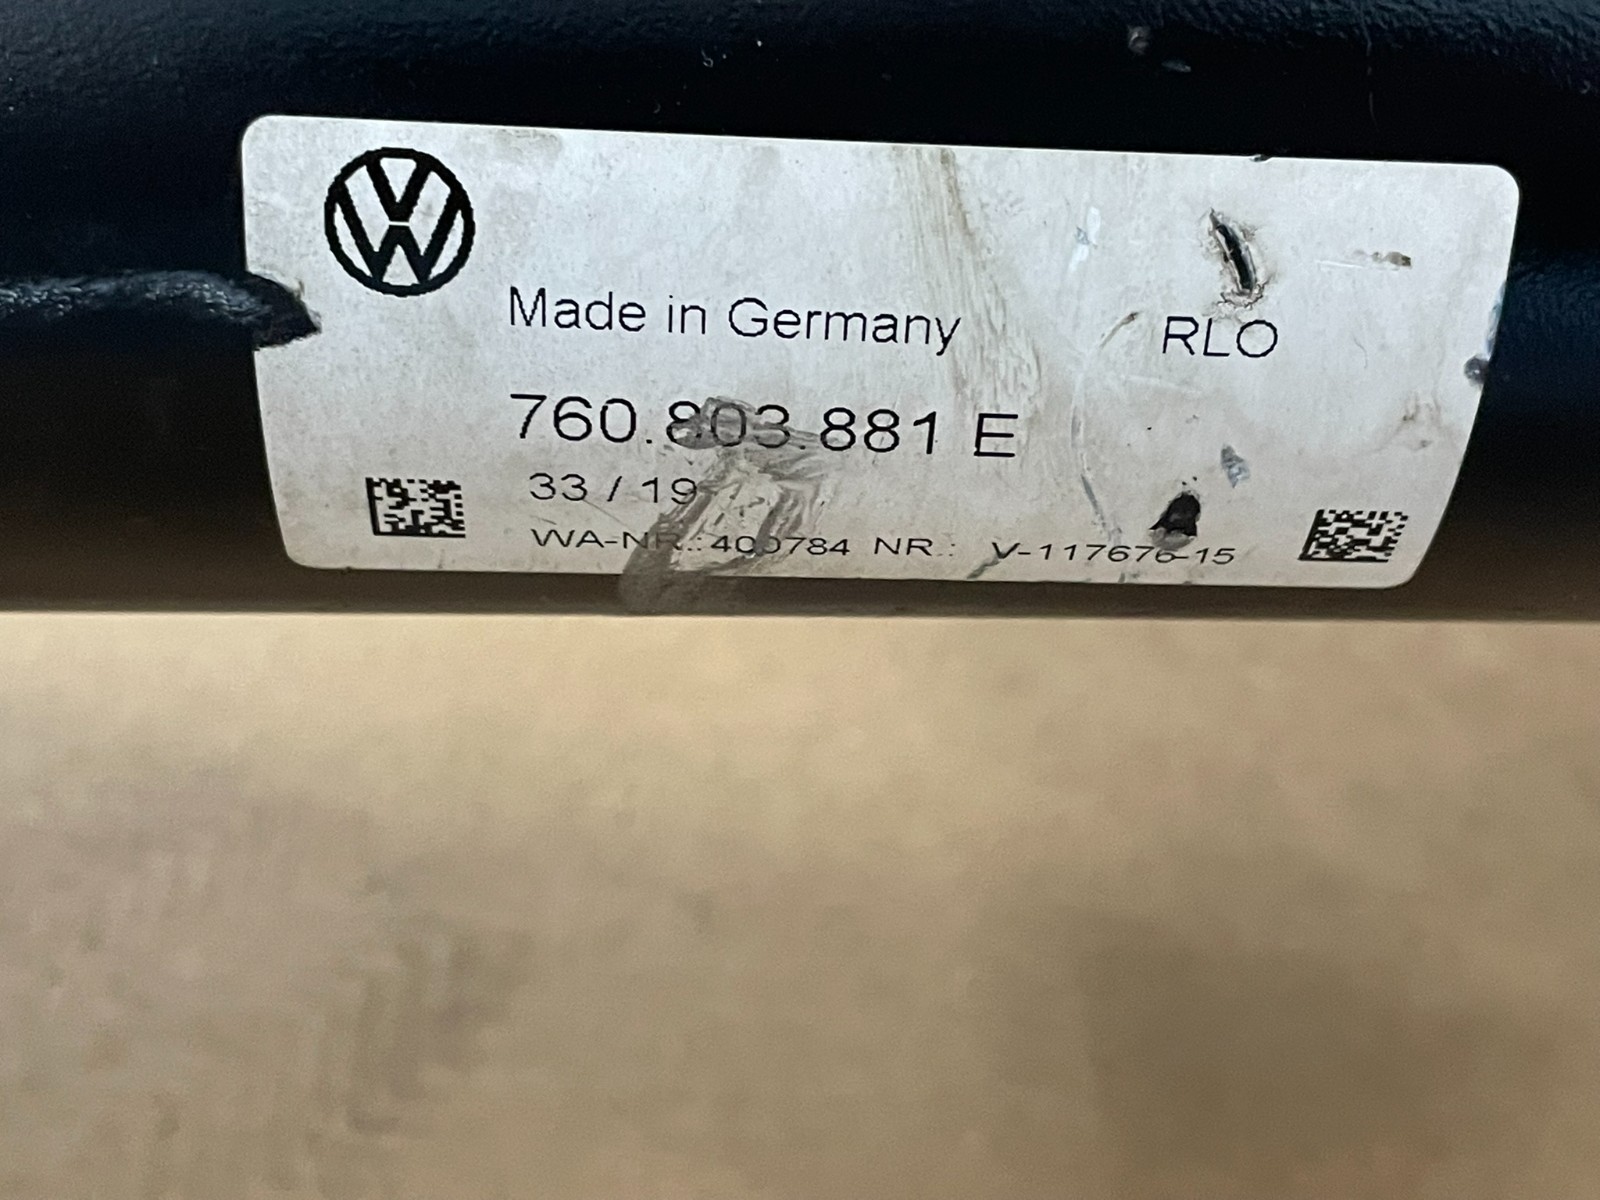 Made in Germany RLO
760.803.881 E
33 / 19
WA-NR.: 400784 NR.: V-117676-15